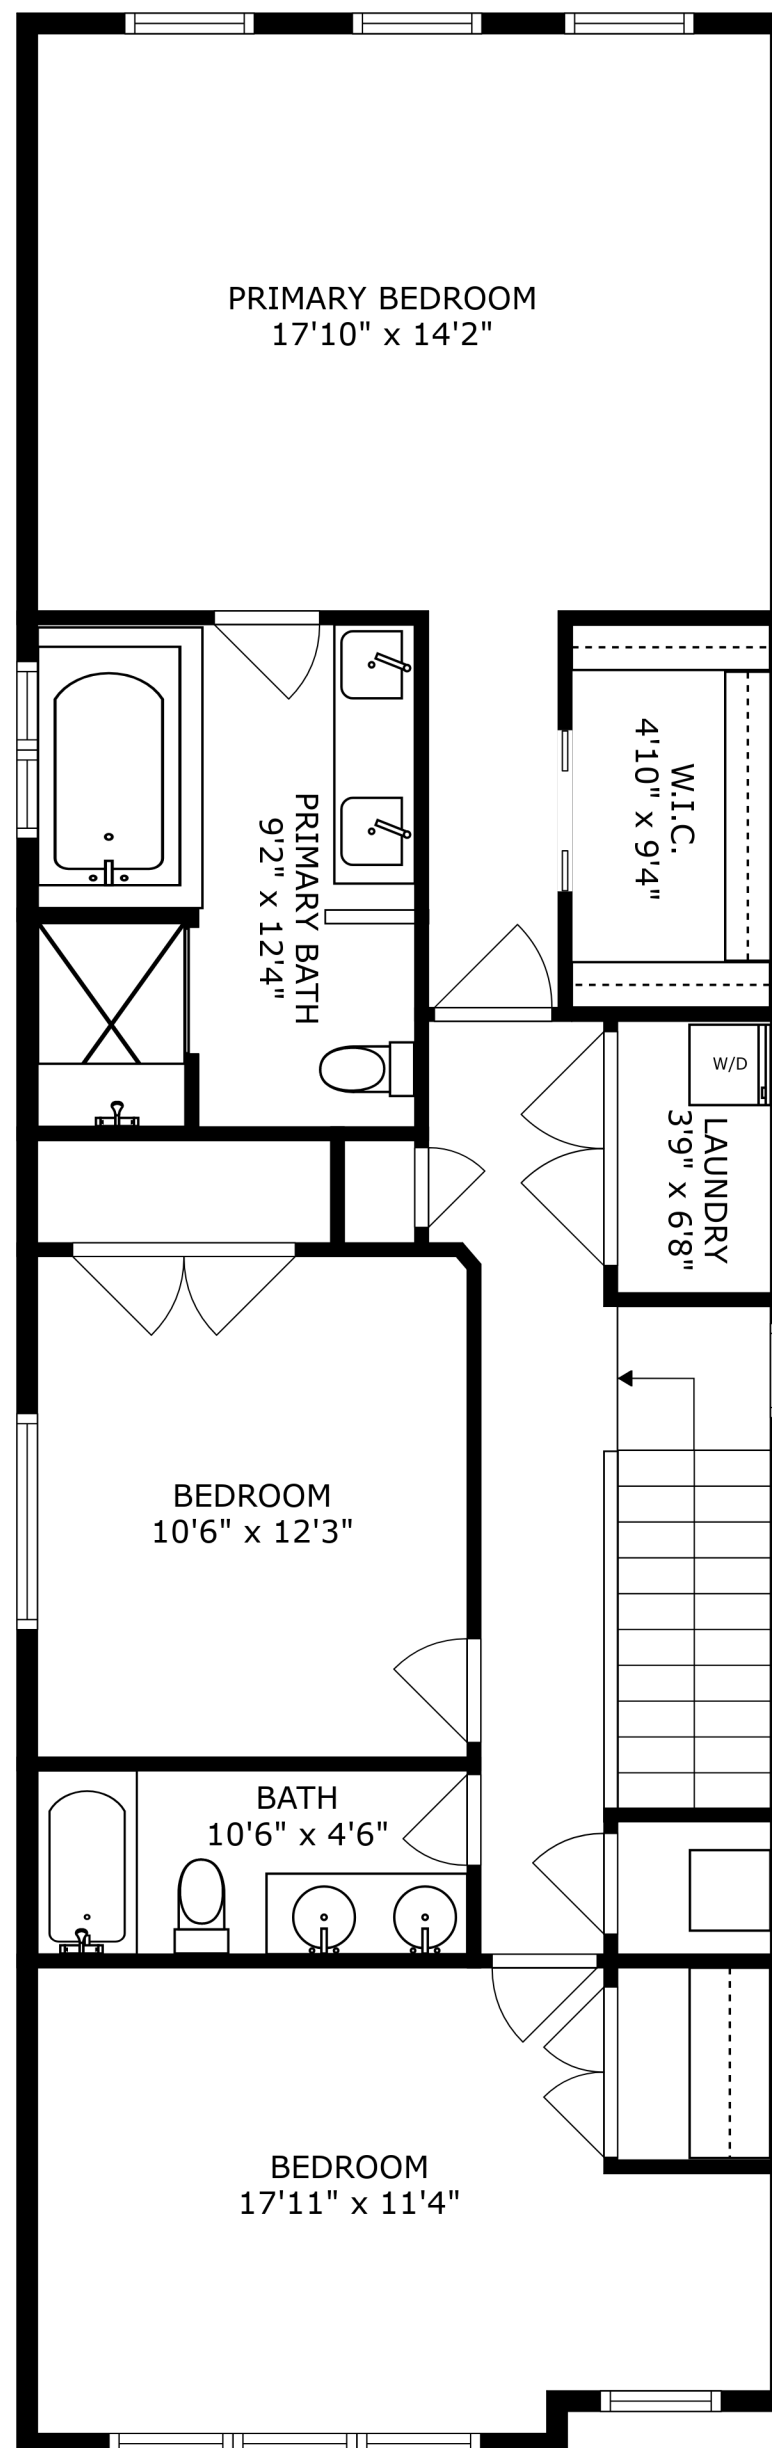 PRIMARY BEDROOM
17'10" x 14'2"
W.I.C.
4'10" x 9'4"
PRIMARY BATH
9'2" x 12'4"
W/D
LAUNDRY
3'9" x 6'8"
BEDROOM
10'6" x 12'3"
BATH
10'6" x 4'6"
BEDROOM
17'11" x 11'4"